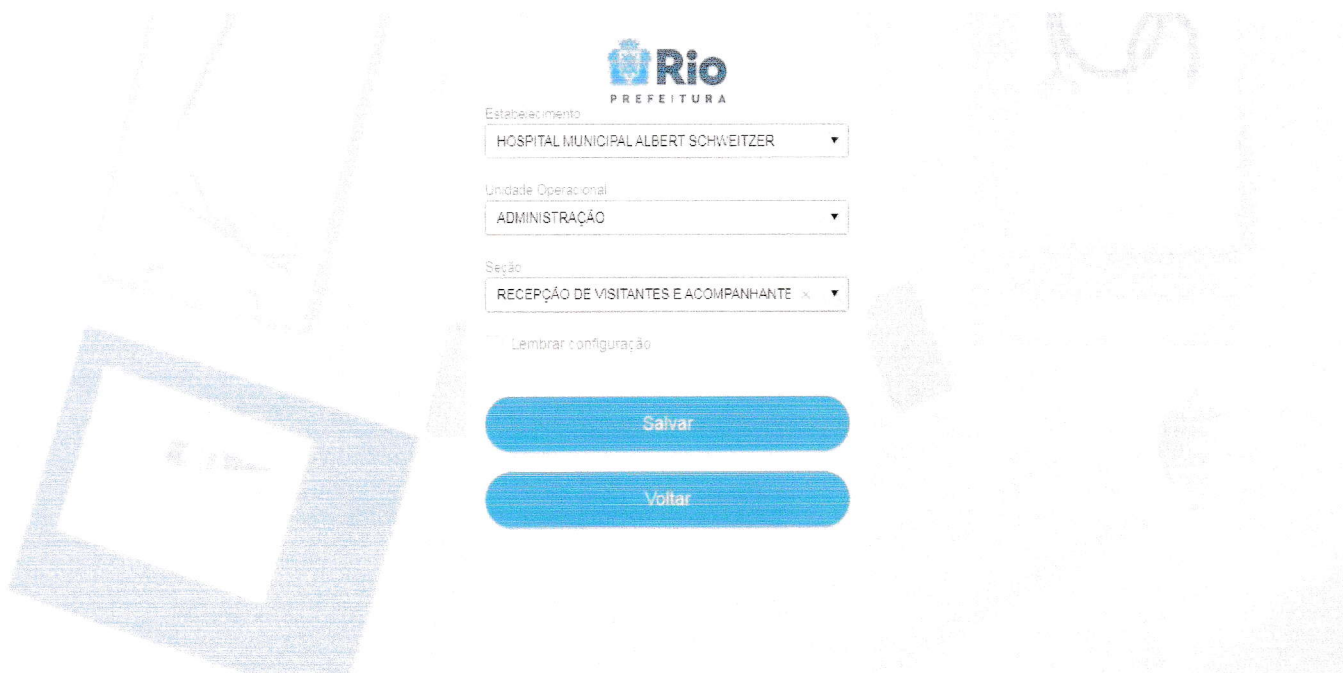 Rio
PREFEITURA
Estabelecimento
HOSPITAL MUNICIPAL ALBERT SCHWEITZER
Unidade Operacional
ADMINISTRAÇÃO
Seção
RECEPÇÃO DE VISITANTES E ACOMPANHANTE ×
Lembrar configuração
Salvar
Voltar